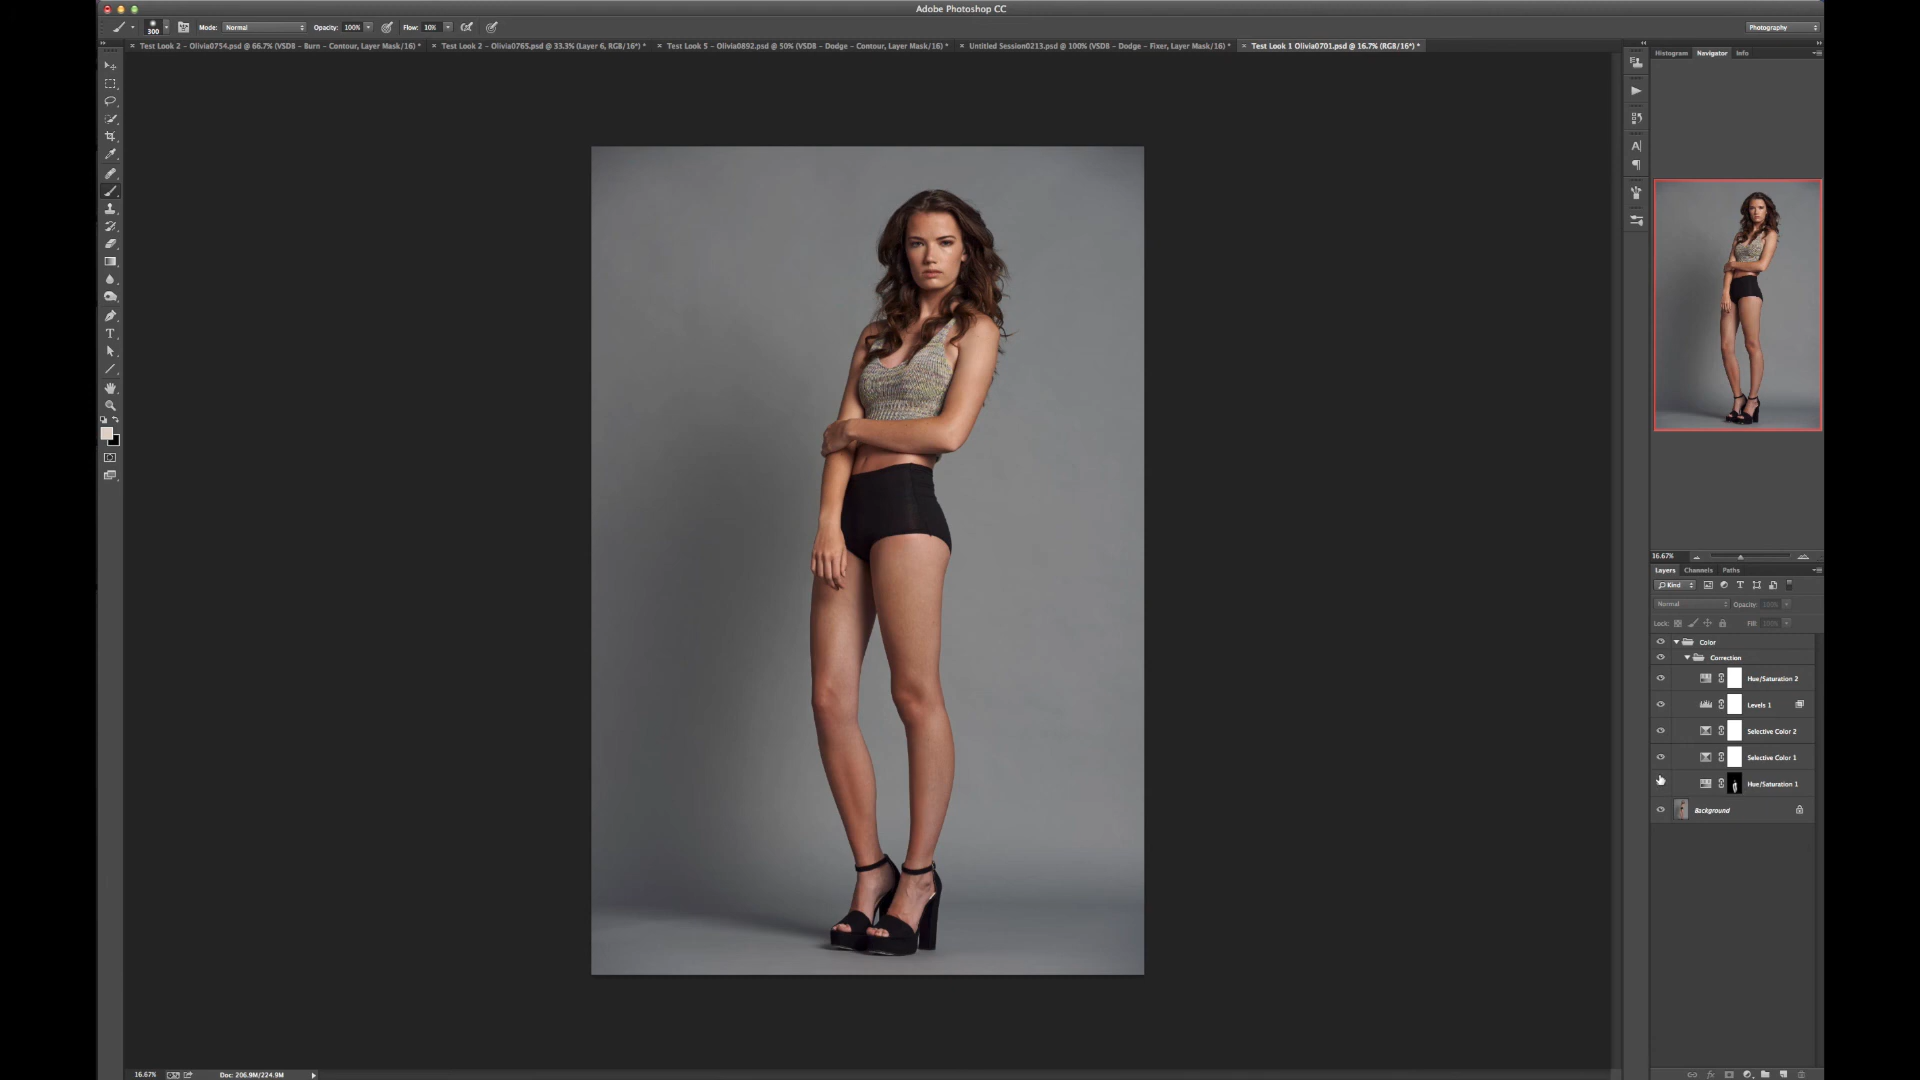 Adobe Photoshop CC
300 Mode: Normal Opacity: 100% Flow: 10% Photography
Test Look 2 - Olivia0754.psd @ 66.7% (VSDB - Burn - Contour, Layer Mask/16) * Test Look 2 - Olivia0765.psd @ 33.3% (Layer 6, RGB/16*) * Test Look 5 - Olivia0892.psd @ 50% (VSDB - Dodge - Contour, Layer Mask/16) * Untitled Session0213.psd @ 100% (VSDB - Dodge - Fixer, Layer Mask/16) * Test Look 1 Olivia0701.psd @ 16.7% (RGB/16*) *
Histogram Navigator Info
16.67%
Layers Channels Paths
Kind
Normal Opacity: 100%
Lock: Fill: 100%
Color
Correction
Hue/Saturation 2
Levels 1
Selective Color 2
Selective Color 1
Hue/Saturation 1
Background
16.67% Doc: 206.9M/224.9M